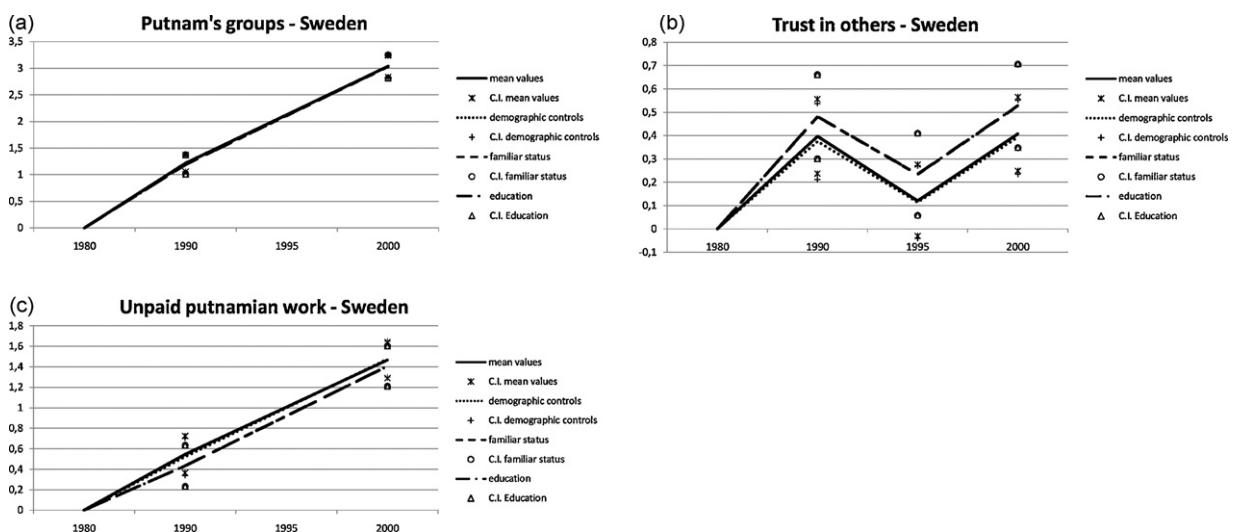 (a)
Putnam's groups - Sweden
3,5
3
2,5
2
1,5
1
0,5
0
1980 1990 1995 2000
mean values
C.I. mean values
demographic controls
C.I. demographic controls
familiar status
C.I. familiar status
education
C.I. Education
(b)
Trust in others - Sweden
0,8
0,7
0,6
0,5
0,4
0,3
0,2
0,1
0
-0,1
1980 1990 1995 2000
mean values
C.I. mean values
demographic controls
C.I. demographic controls
familiar status
C.I. familiar status
education
C.I. Education
(c)
Unpaid putnamian work - Sweden
1,8
1,6
1,4
1,2
1
0,8
0,6
0,4
0,2
0
1980 1990 1995 2000
mean values
C.I. mean values
demographic controls
C.I. demographic controls
familiar status
C.I. familiar status
education
C.I. Education